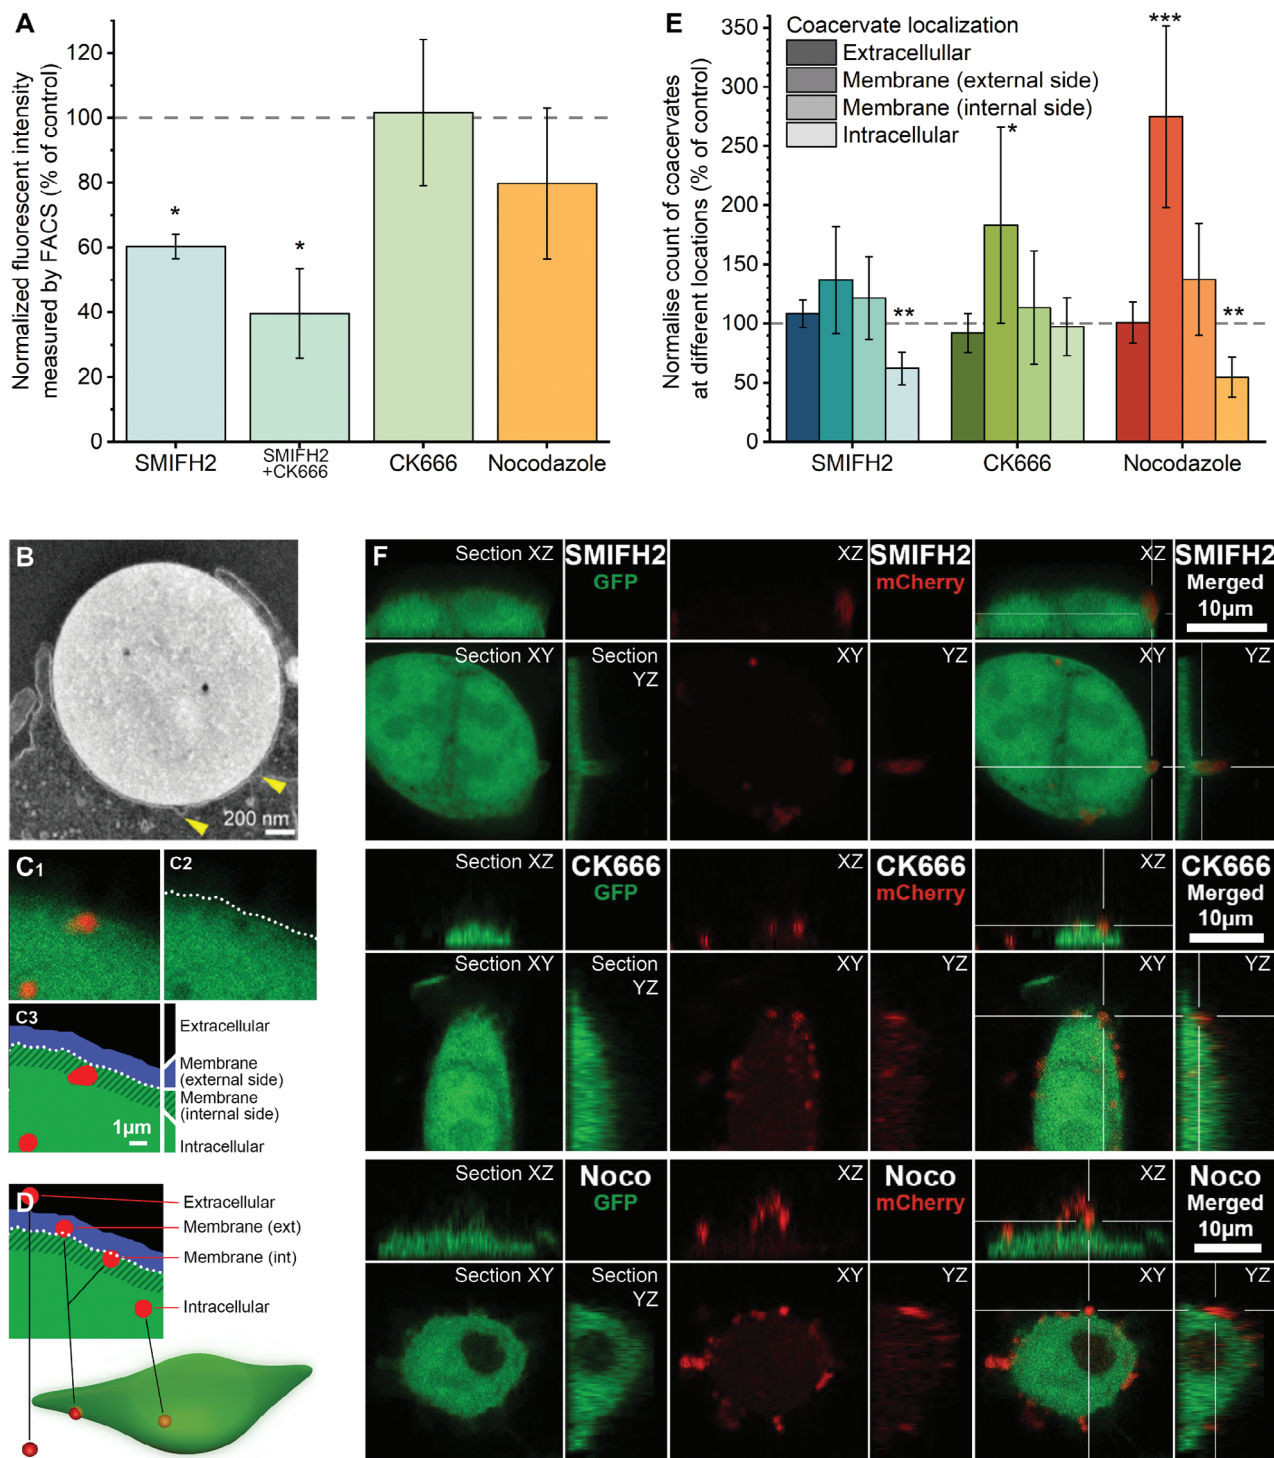 A
Normalized fluorescent intensity
measured by FACS (% of control)
120
100
80
60
40
20
0
*
*
SMIFH2
SMIFH2
+CK666
CK666
Nocodazole
E
Normalise count of coacervates
at different locations (% of control)
350
300
250
200
150
100
50
0
Coacervate localization
Extracellullar
Membrane (external side)
Membrane (internal side)
Intracellular
**
*
***
**
SMIFH2
CK666
Nocodazole
B
200 nm
C1
C2
C3
1µm
Extracellular
Membrane
(external side)
Membrane
(internal side)
Intracellular
D
Extracellular
Membrane (ext)
Membrane (int)
Intracellular
F
Section XZ
SMIFH2
GFP
XZ
SMIFH2
mCherry
XZ
SMIFH2
Merged
10µm
Section XY
Section
YZ
XY
YZ
XY
YZ
Section XZ
CK666
GFP
XZ
CK666
mCherry
XZ
CK666
Merged
10µm
Section XY
Section
YZ
XY
YZ
XY
YZ
Section XZ
Noco
GFP
XZ
Noco
mCherry
XZ
Noco
Merged
10µm
Section XY
Section
YZ
XY
YZ
XY
YZ